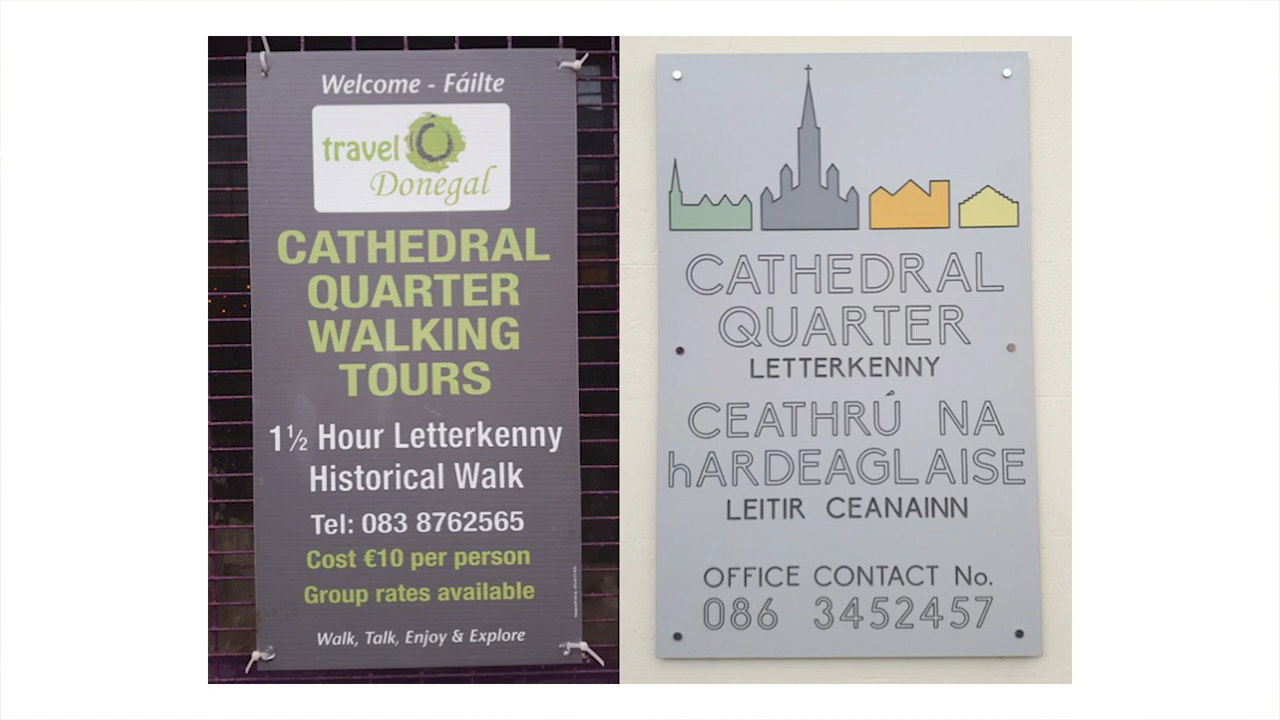 Welcome - Fáilte
travel
Donegal
CATHEDRAL
QUARTER
WALKING
TOURS
1½ Hour Letterkenny
Historical Walk
Tel: 083 8762565
Cost €10 per person
Group rates available
Walk, Talk, Enjoy & Explore
CATHEDRAL
QUARTER
LETTERKENNY
CEATHRÚ NA
hARDEAGLAISE
LEITIR CEANAINN
OFFICE CONTACT No.
086 3452457